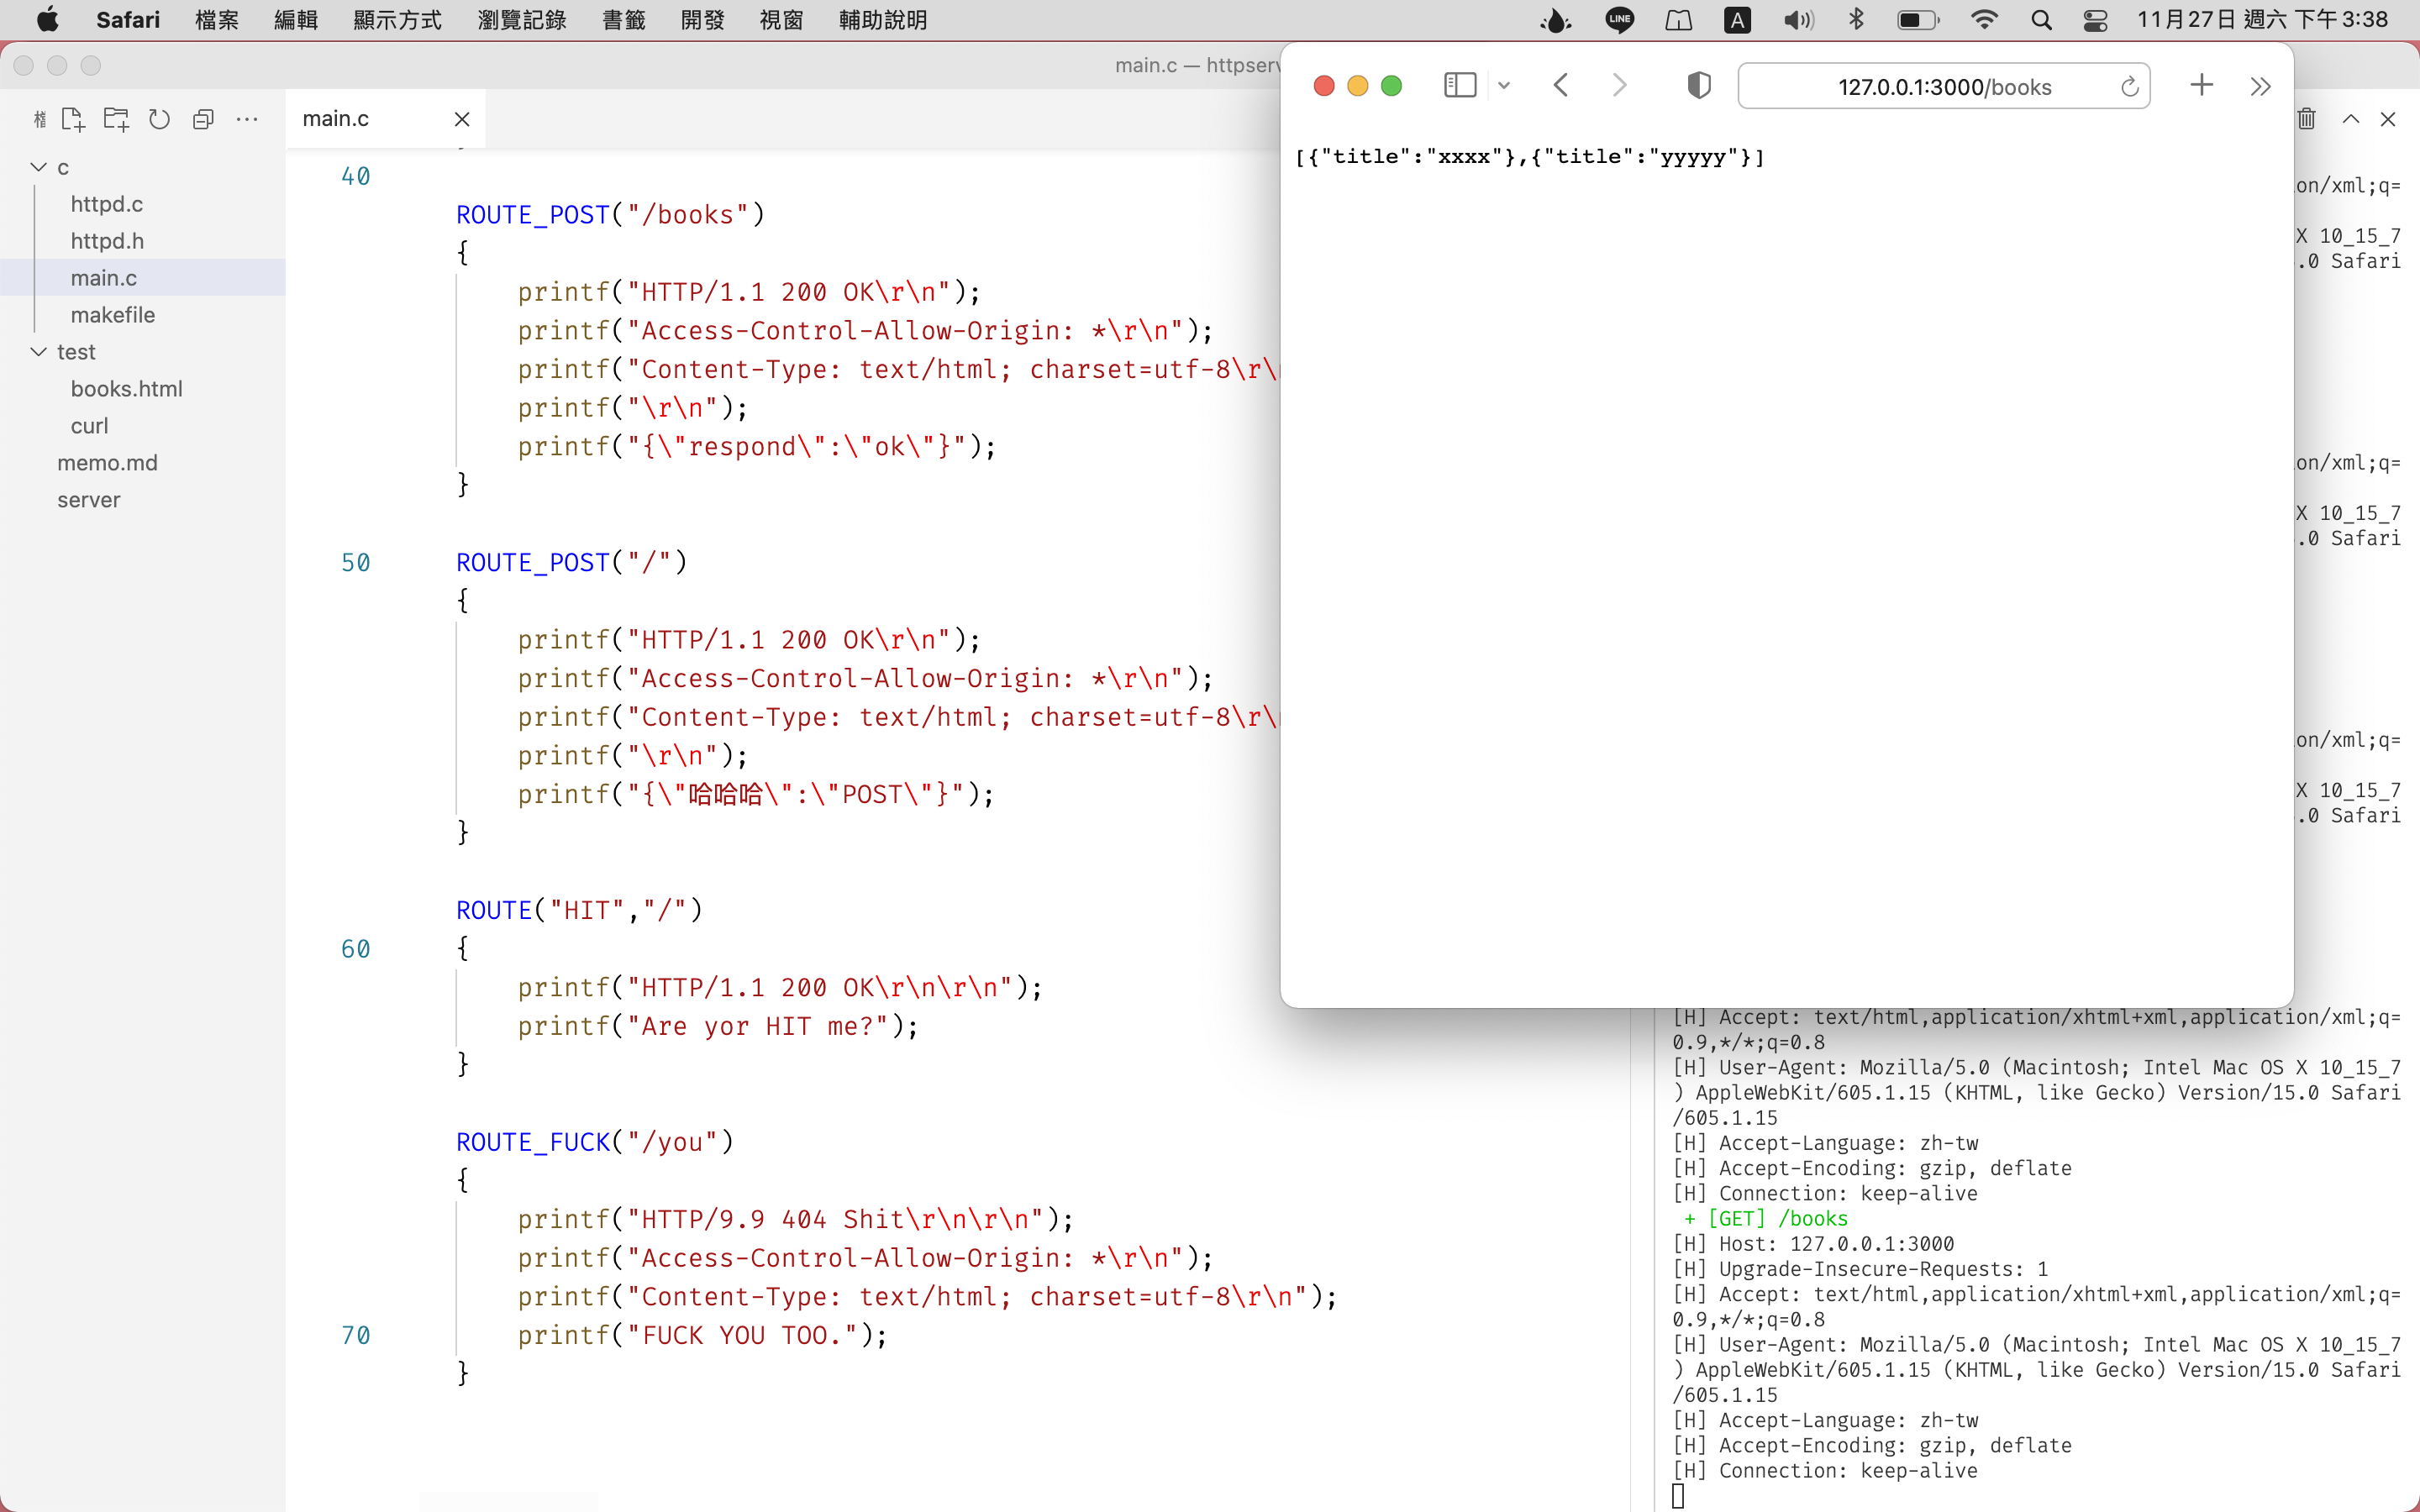 Safari 檔案 編輯 顯示方式 瀏覽記錄 書籤 開發 視窗 輔助說明 LINE A 11月27日 週六 下午3:38
main.c — httpserv
檔
c
httpd.c
httpd.h
main.c
makefile
test
books.html
curl
memo.md
server
main.c
40
ROUTE_POST("/books")
{
printf("HTTP/1.1 200 OK\r\n");
printf("Access-Control-Allow-Origin: *\r\n");
printf("Content-Type: text/html; charset=utf-8\r\
printf("\r\n");
printf("{\"respond\":\"ok\"}");
}
50 ROUTE_POST("/")
{
printf("HTTP/1.1 200 OK\r\n");
printf("Access-Control-Allow-Origin: *\r\n");
printf("Content-Type: text/html; charset=utf-8\r\
printf("\r\n");
printf("{\"哈哈哈\":\"POST\"}");
}
ROUTE("HIT","/")
60 {
printf("HTTP/1.1 200 OK\r\n\r\n");
printf("Are yor HIT me?");
}
ROUTE_FUCK("/you")
{
printf("HTTP/9.9 404 Shit\r\n\r\n");
printf("Access-Control-Allow-Origin: *\r\n");
printf("Content-Type: text/html; charset=utf-8\r\n");
70 printf("FUCK YOU TOO.");
}
127.0.0.1:3000/books
[{"title":"xxxx"},{"title":"yyyyy"}]
on/xml;q=
X 10_15_7
.0 Safari
on/xml;q=
X 10_15_7
.0 Safari
on/xml;q=
X 10_15_7
.0 Safari
[H] Accept: text/html,application/xhtml+xml,application/xml;q=
0.9,*/*;q=0.8
[H] User-Agent: Mozilla/5.0 (Macintosh; Intel Mac OS X 10_15_7
) AppleWebKit/605.1.15 (KHTML, like Gecko) Version/15.0 Safari
/605.1.15
[H] Accept-Language: zh-tw
[H] Accept-Encoding: gzip, deflate
[H] Connection: keep-alive
+ [GET] /books
[H] Host: 127.0.0.1:3000
[H] Upgrade-Insecure-Requests: 1
[H] Accept: text/html,application/xhtml+xml,application/xml;q=
0.9,*/*;q=0.8
[H] User-Agent: Mozilla/5.0 (Macintosh; Intel Mac OS X 10_15_7
) AppleWebKit/605.1.15 (KHTML, like Gecko) Version/15.0 Safari
/605.1.15
[H] Accept-Language: zh-tw
[H] Accept-Encoding: gzip, deflate
[H] Connection: keep-alive